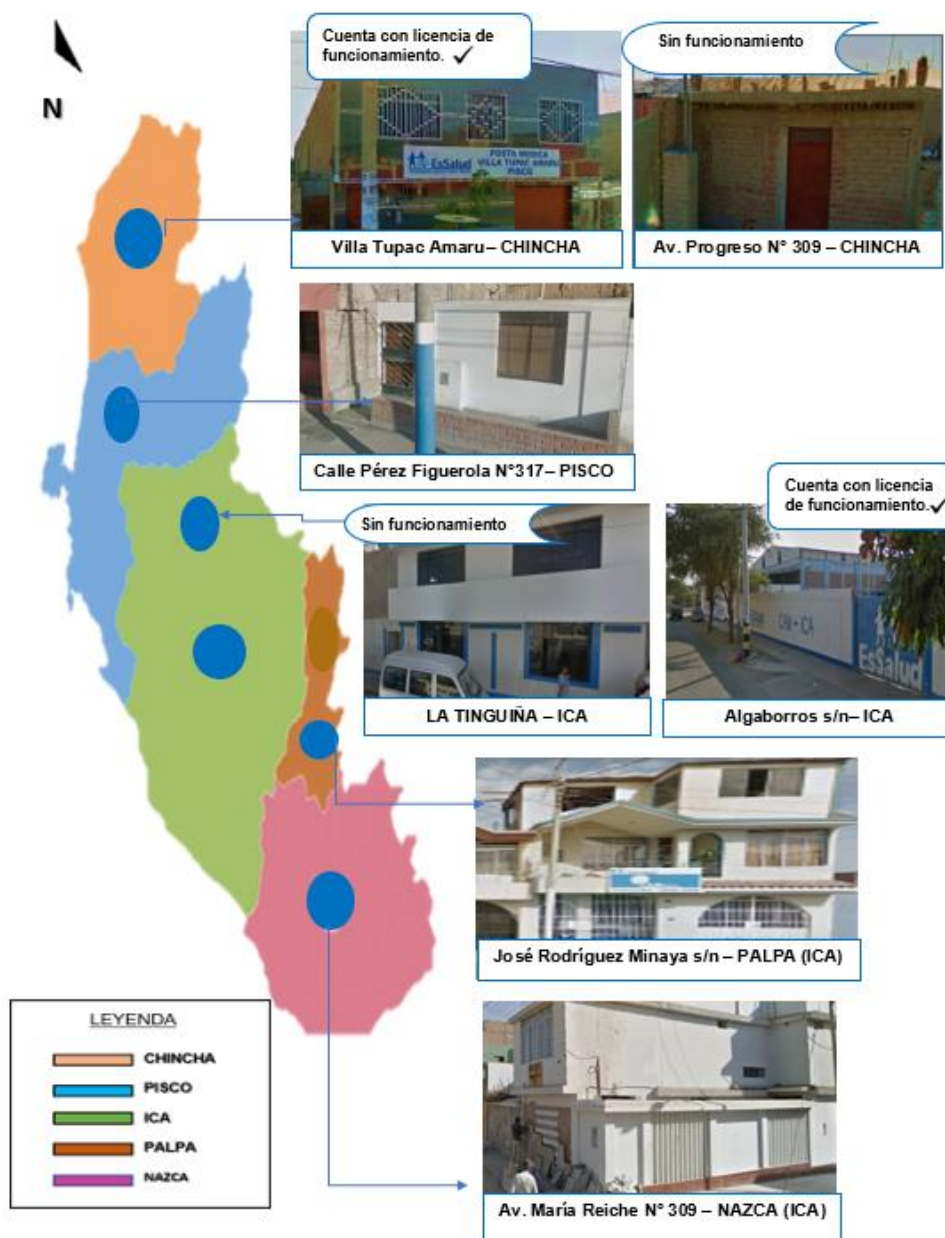 Cuenta con licencia de
funcionamiento. ✓
Sin funcionamiento
N
EsSalud
POSTA MEDICA
VILLA TUPAC AMARU
PISCO
Villa Tupac Amaru– CHINCHA
Av. Progreso N° 309 – CHINCHA
Calle Pérez Figuerola N°317– PISCO
Cuenta con licencia
de funcionamiento. ✓
Sin funcionamiento
CAM - ICA
EsSalud
LA TINGUIÑA – ICA
Algaborros s/n– ICA
José Rodríguez Minaya s/n – PALPA (ICA)
LEYENDA
CHINCHA
PISCO
ICA
PALPA
NAZCA
Av. María Reiche N° 309 – NAZCA (ICA)